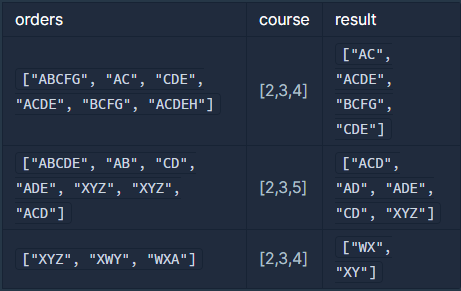 orders course result
["ABCFG", "AC", "CDE",
"ACDE", "BCFG", "ACDEH"]
[2,3,4]
["AC",
"ACDE",
"BCFG",
"CDE"]
["ABCDE", "AB", "CD",
"ADE", "XYZ", "XYZ",
"ACD"]
[2,3,5]
["ACD",
"AD", "ADE",
"CD", "XYZ"]
["XYZ", "XWY", "WXA"]
[2,3,4]
["WX",
"XY"]